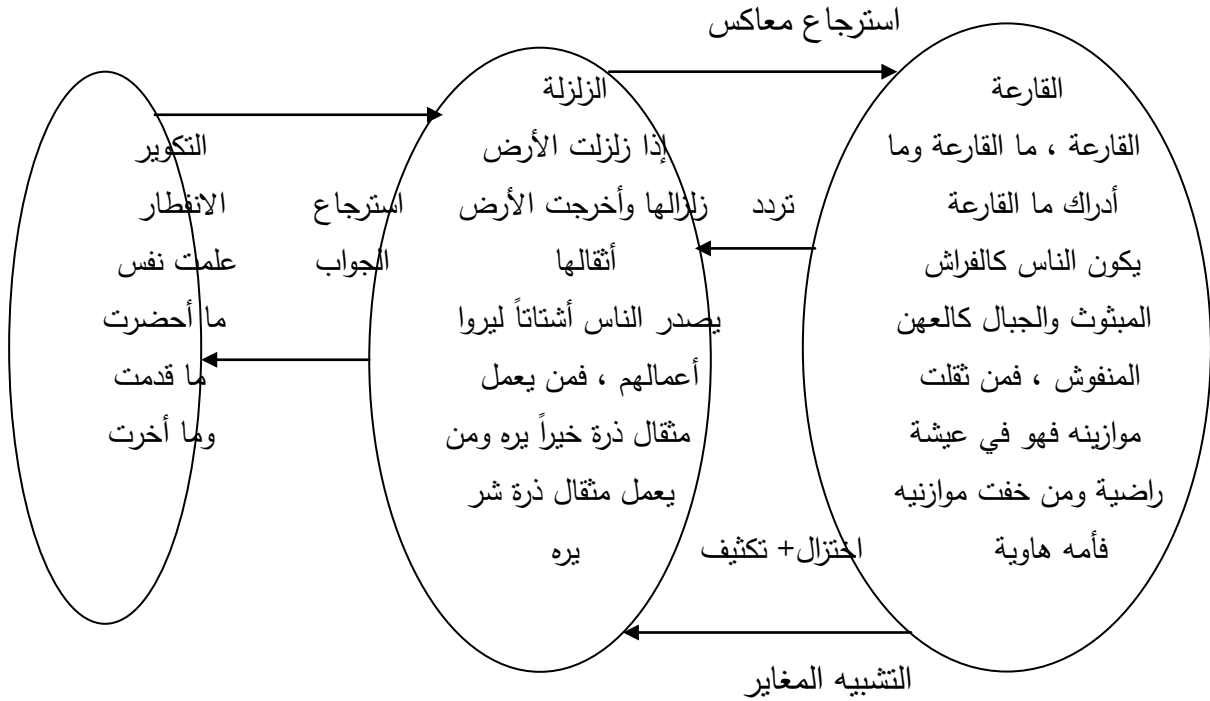 استرجاع معاكس
القارعة
القارعة ، ما القارعة وما
أدراك ما القارعة
يكون الناس كالفراش
المبثوث والجبال كالعهن
المنفوش ، فمن ثقلت
موازينه فهو في عيشة
راضية ومن خفت موازنيه
فأمه هاوية
تردد
اختزال+ تكثيف
التشبيه المغاير
الزلزلة
إذا زلزلت الأرض
زلزالها وأخرجت الأرض
أثقالها
يصدر الناس أشتاتاً ليروا
أعمالهم ، فمن يعمل
مثقال ذرة خيراً يره ومن
يعمل مثقال ذرة شر
يره
استرجاع
الجواب
التكوير
الانفطار
علمت نفس
ما أحضرت
ما قدمت
وما أخرت